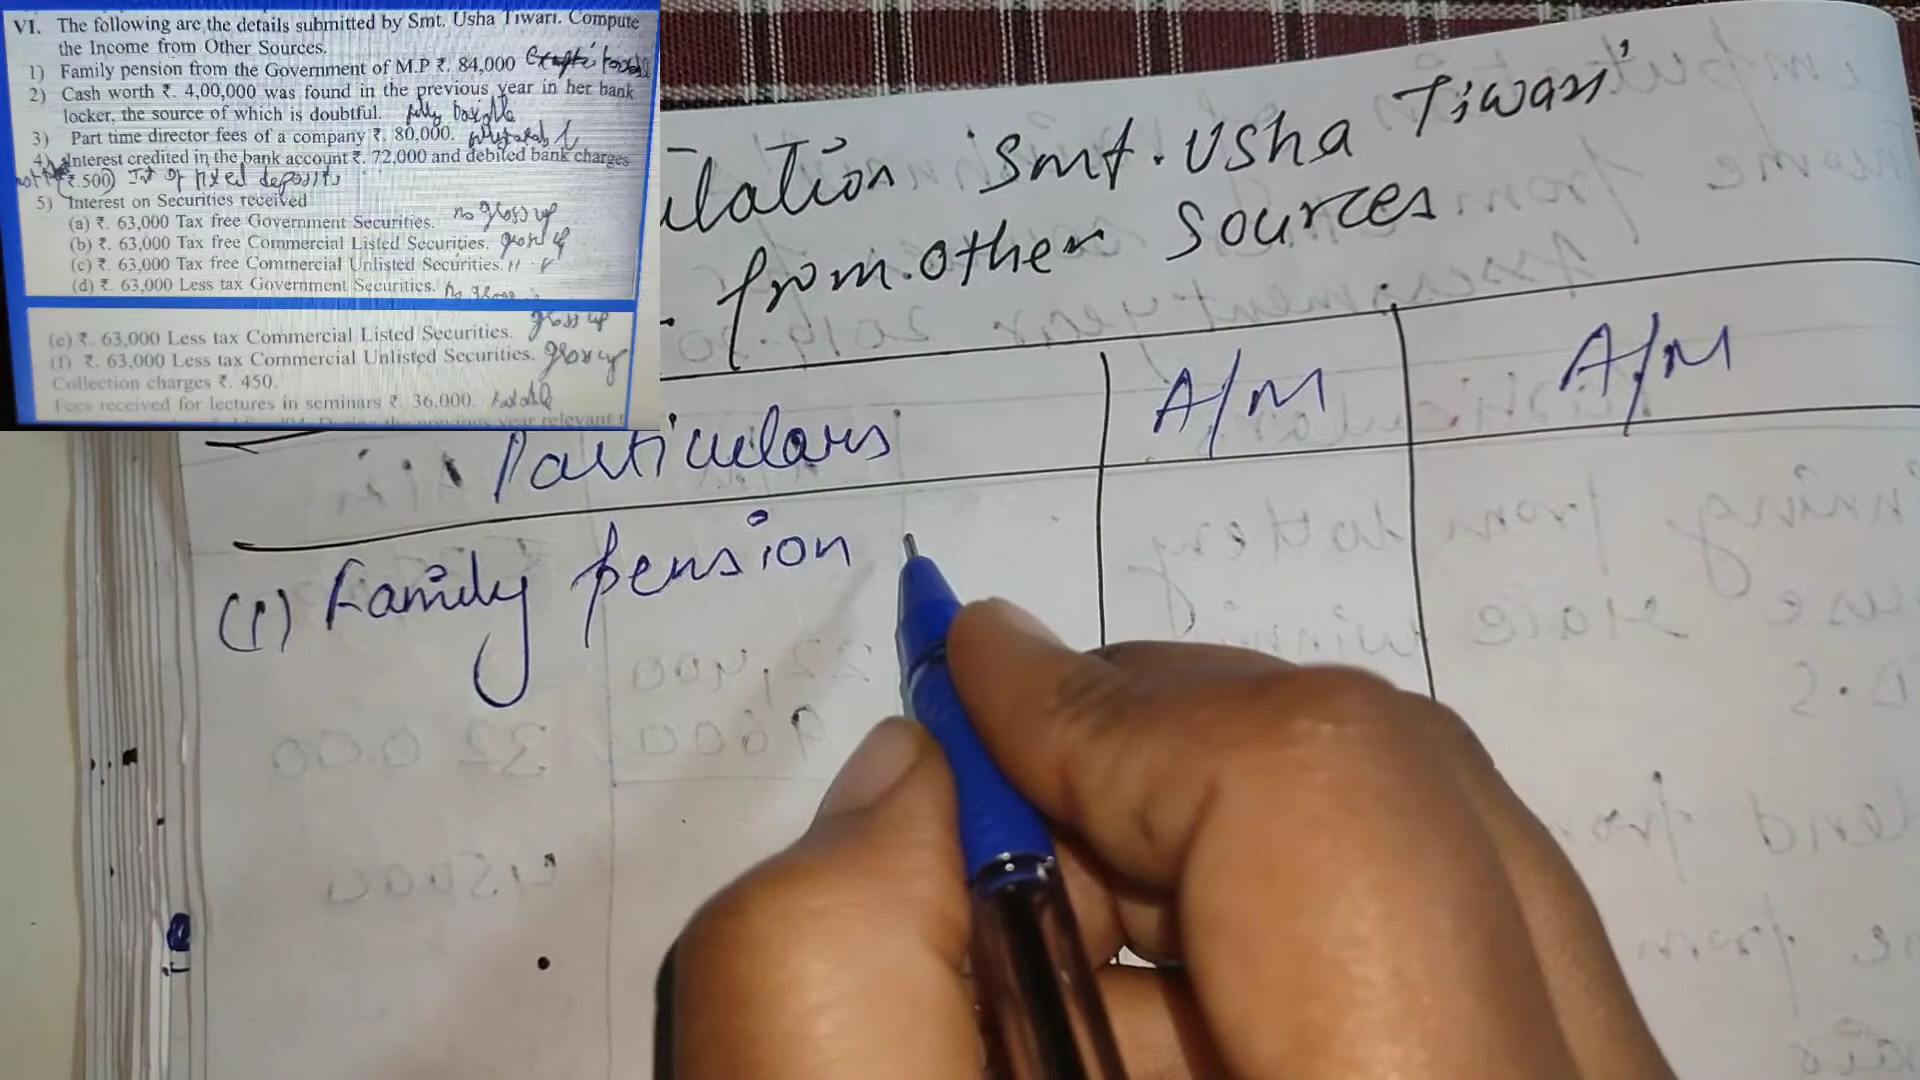 VI. The following are the details submitted by Smt. Usha Tiwari. Compute
the Income from Other Sources.
1) Family pension from the Government of M.P ₹. 84,000
2) Cash worth ₹. 4,00,000 was found in the previous year in her bank
locker, the source of which is doubtful. fully taxable
3) Part time director fees of a company ₹. 80,000.
4) Interest credited in the bank account ₹. 72,000 and debited bank charges
₹.500) Int of fixed deposits
5) Interest on Securities received
(a) ₹. 63,000 Tax free Government Securities. no gross up
(b) ₹. 63,000 Tax free Commercial Listed Securities. gross up
(c) ₹. 63,000 Tax free Commercial Unlisted Securities.
(d) ₹. 63,000 Less tax Government Securities. no
(e) ₹. 63,000 Less tax Commercial Listed Securities. gross up
(f) ₹. 63,000 Less tax Commercial Unlisted Securities. gross up
Collection charges ₹. 450.
Fees received for lectures in seminars ₹. 36,000. taxable
previous year relevant
Smt. Usha Tiwari
from Other Sources
Particulars A/M A/M
(1) Family pension